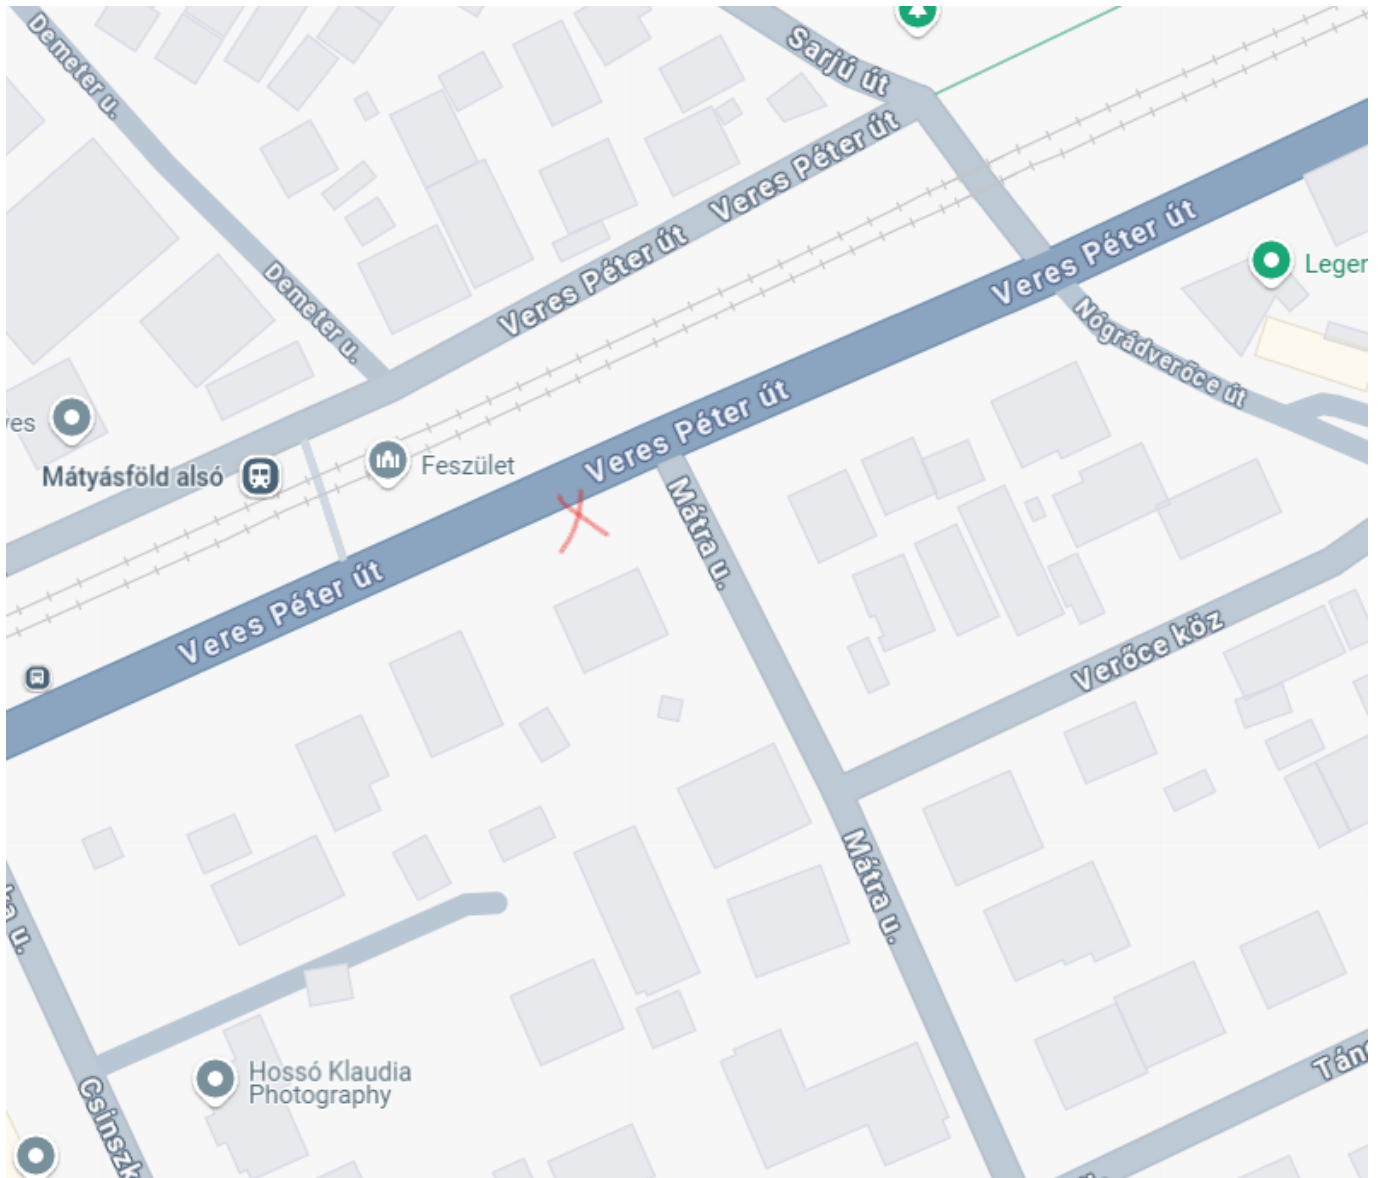 Demeter u.
Sarjú út
Veres Péter út
Veres Péter út
Veres Péter út
Demeter u.
Leger
Nógrádverőce út
Veres Péter út
Mátyásföld alsó
Feszület
Mátra u.
Veres Péter út
Verőce köz
Mátra u.
Hossó Klaudia
Photography
Csinszk